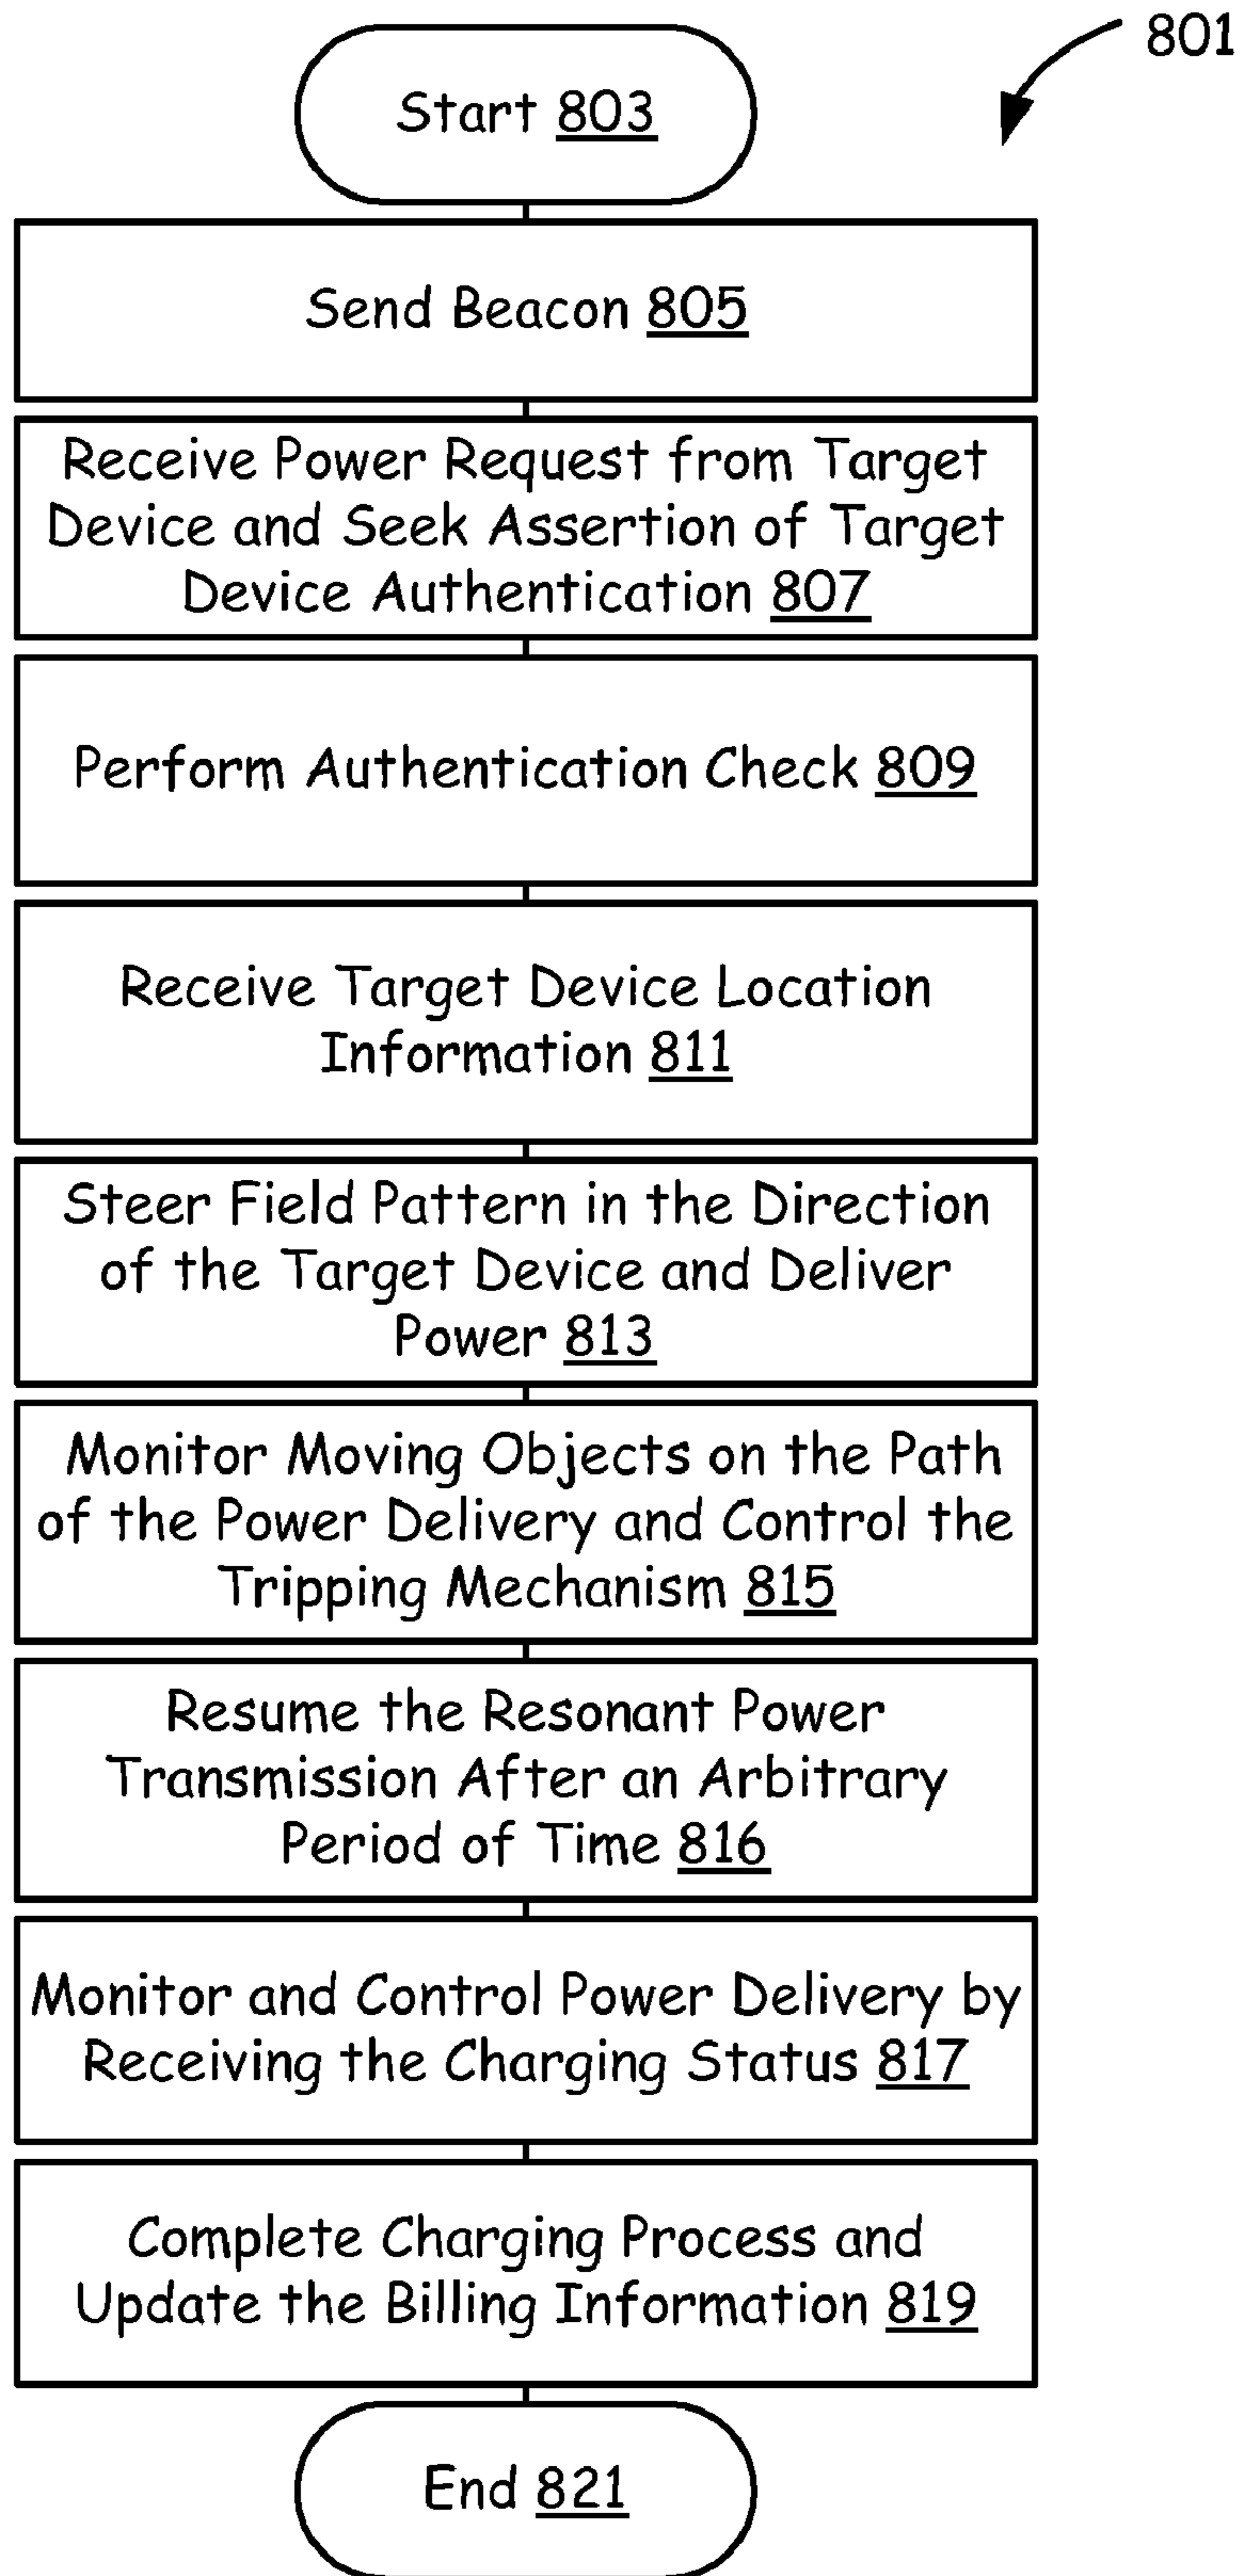 801
Start 803
Send Beacon 805
Receive Power Request from Target
Device and Seek Assertion of Target
Device Authentication 807
Perform Authentication Check 809
Receive Target Device Location
Information 811
Steer Field Pattern in the Direction
of the Target Device and Deliver
Power 813
Monitor Moving Objects on the Path
of the Power Delivery and Control the
Tripping Mechanism 815
Resume the Resonant Power
Transmission After an Arbitrary
Period of Time 816
Monitor and Control Power Delivery by
Receiving the Charging Status 817
Complete Charging Process and
Update the Billing Information 819
End 821